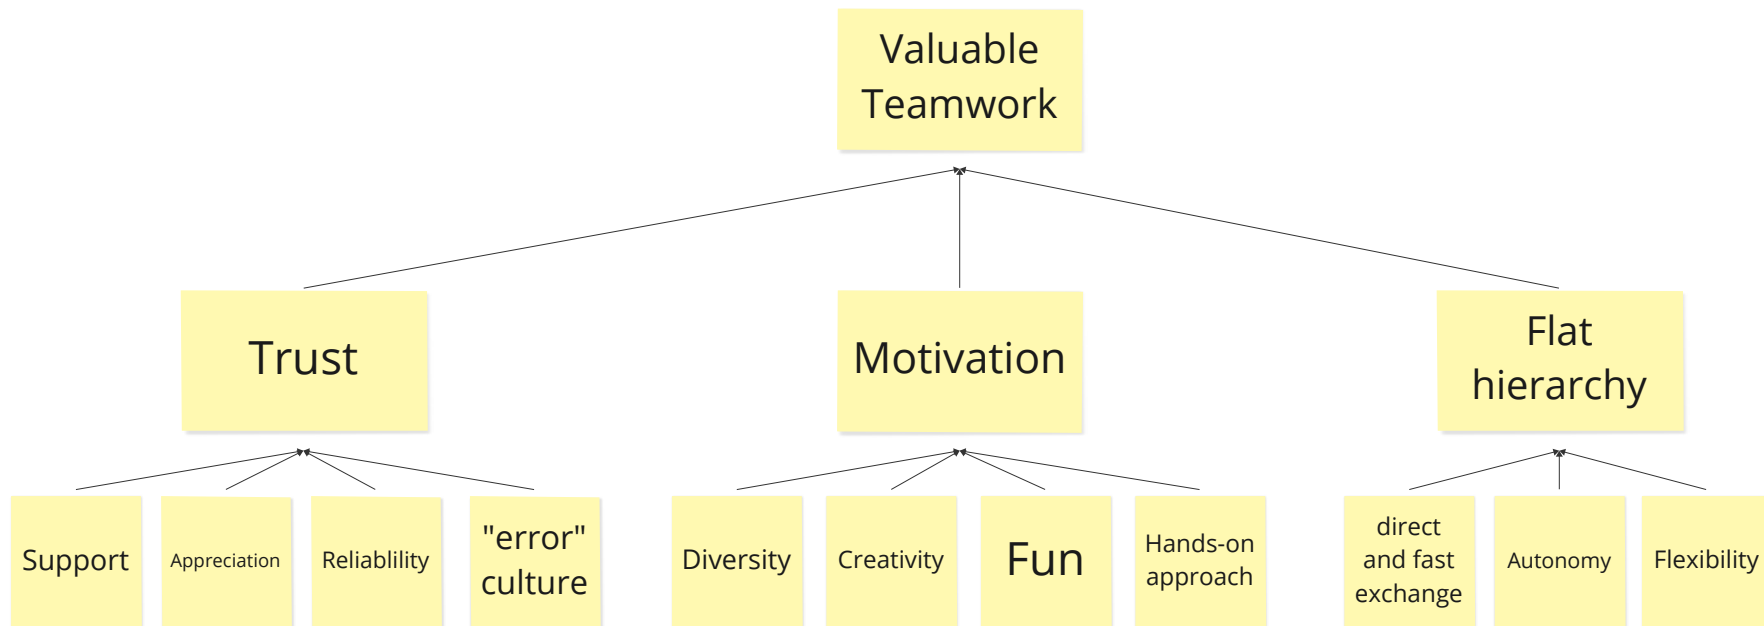 Valuable
Teamwork
Trust
Motivation
Flat
hierarchy
Support
Appreciation
Reliablility
"error"
culture
Diversity
Creativity
Fun
Hands-on
approach
direct
and fast
exchange
Autonomy
Flexibility